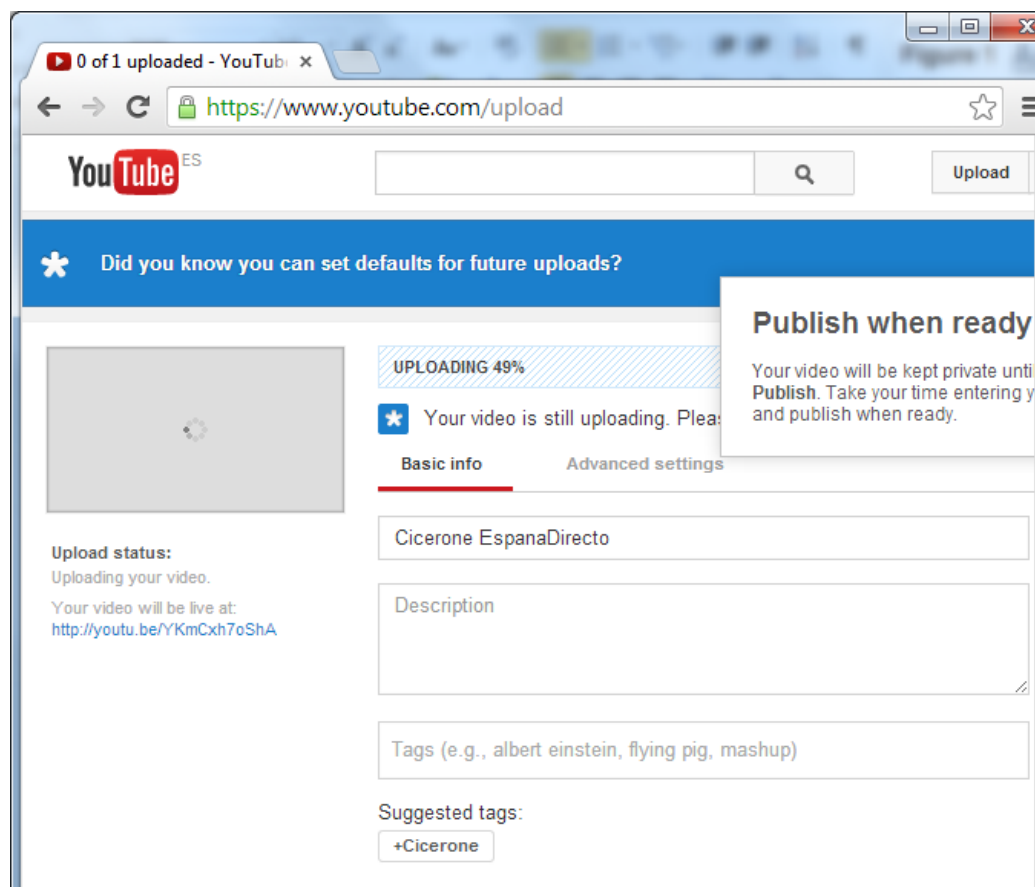 0 of 1 uploaded - YouTub
https://www.youtube.com/upload
YouTube ES
Upload
Did you know you can set defaults for future uploads?
Publish when ready
Your video will be kept private unti
Publish. Take your time entering y
and publish when ready.
UPLOADING 49%
Your video is still uploading. Plea
Basic info
Advanced settings
Cicerone EspanaDirecto
Upload status:
Uploading your video.
Your video will be live at:
http://youtu.be/YKmCxh7oShA
Description
Tags (e.g., albert einstein, flying pig, mashup)
Suggested tags:
+Cicerone